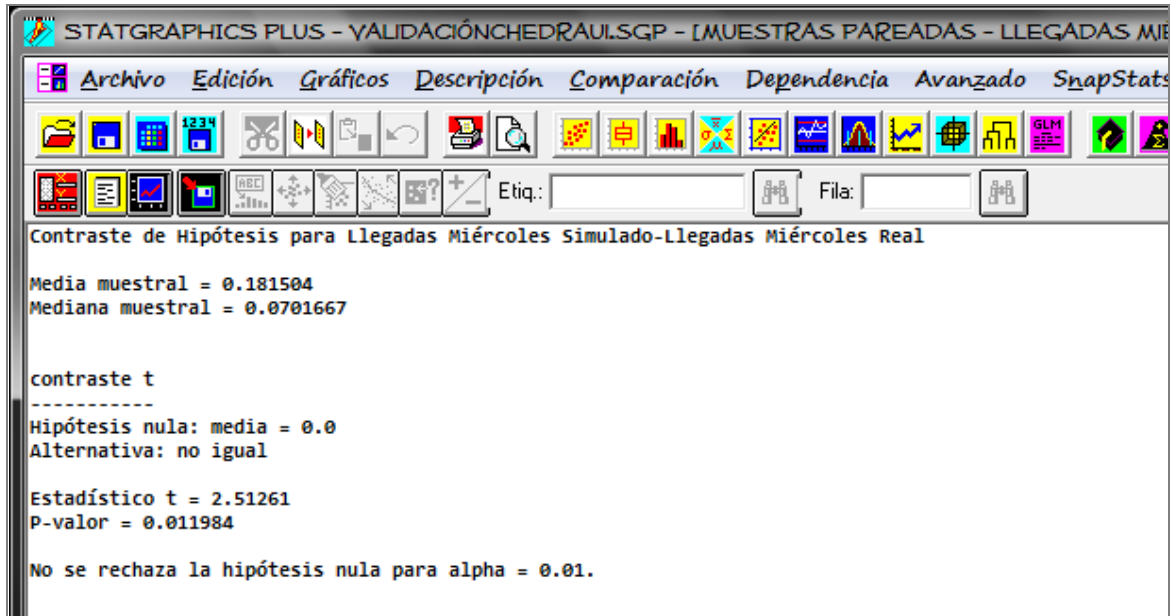 STATGRAPHICS PLUS - VALIDACIÓNCHEDRAUI.SGP - [MUESTRAS PAREADAS - LLEGADAS MIÉ
Archivo Edición Gráficos Descripción Comparación Dependencia Avanzado SnapStats
1234
GLM
ABC
Etiq.:
Fila:
Contraste de Hipótesis para Llegadas Miércoles Simulado-Llegadas Miércoles Real
Media muestral = 0.181504
Mediana muestral = 0.0701667
contraste t
-----------
Hipótesis nula: media = 0.0
Alternativa: no igual
Estadístico t = 2.51261
P-valor = 0.011984
No se rechaza la hipótesis nula para alpha = 0.01.